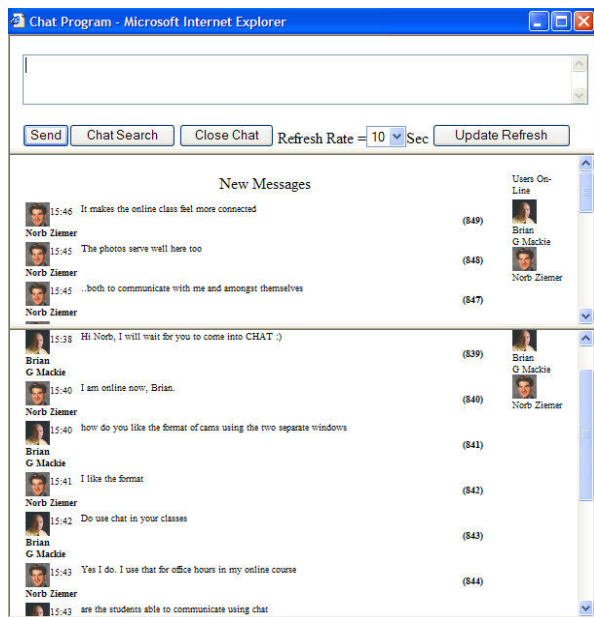 Chat Program - Microsoft Internet Explorer
Send Chat Search Close Chat Refresh Rate = 10 Sec Update Refresh
New Messages
Users On-
Line
15:46 It makes the online class feel more connected (849)
Norb Ziemer
Brian
G Mackie
15:45 The photos serve well here too (848)
Norb Ziemer
Norb Ziemer
15:45 ..both to communicate with me and amongst themselves (847)
Norb Ziemer
15:38 Hi Norb, I will wait for you to come into CHAT :) (839)
Brian
G Mackie
Brian
G Mackie
15:40 I am online now, Brian. (840)
Norb Ziemer
Norb Ziemer
15:40 how do you like the format of cams using the two separate windows (841)
Brian
G Mackie
15:41 I like the format (842)
Norb Ziemer
15:42 Do use chat in your classes (843)
Brian
G Mackie
15:43 Yes I do. I use that for office hours in my online course (844)
Norb Ziemer
15:43 are the students able to communicate using chat